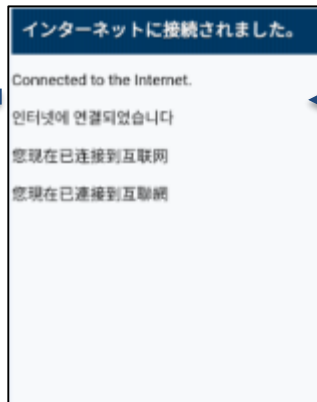 インターネットに接続されました。
Connected to the Internet.
인터넷에 연결되었습니다
您现在已连接到互联网
您現在已連接到互聯網